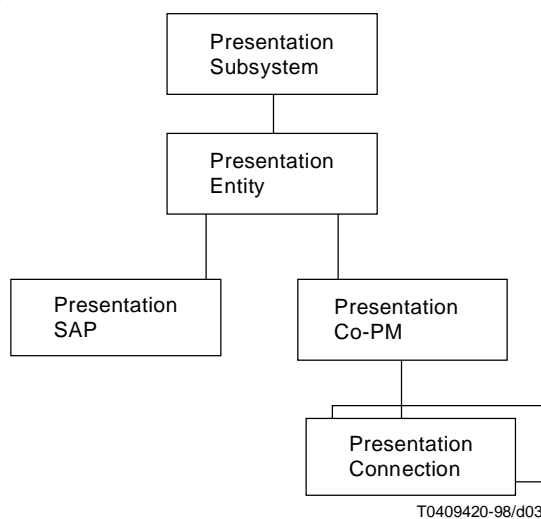 Presentation
Subsystem
Presentation
Entity
Presentation
SAP
Presentation
Co-PM
Presentation
Connection
T0409420-98/d03